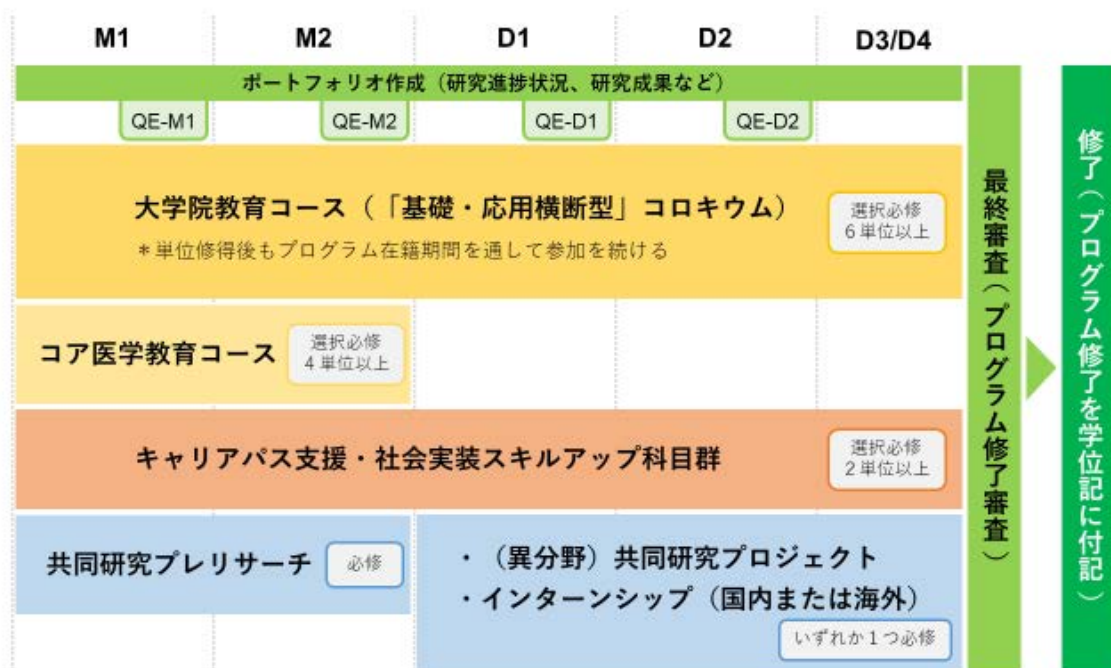 M1
M2
D1
D2
D3/D4
ポートフォリオ作成（研究進捗状況、研究成果など）
QE-M1
QE-M2
QE-D1
QE-D2
大学院教育コース（「基礎・応用横断型」コロキウム）
＊単位修得後もプログラム在籍期間を通して参加を続ける
選択必修
6単位以上
コア医学教育コース
選択必修
4単位以上
キャリアパス支援・社会実装スキルアップ科目群
選択必修
2単位以上
共同研究プレリサーチ
必修
・（異分野）共同研究プロジェクト
・インターンシップ（国内または海外）
いずれか1つ必修
最終審査（プログラム修了審査）
修了（プログラム修了を学位記に付記）